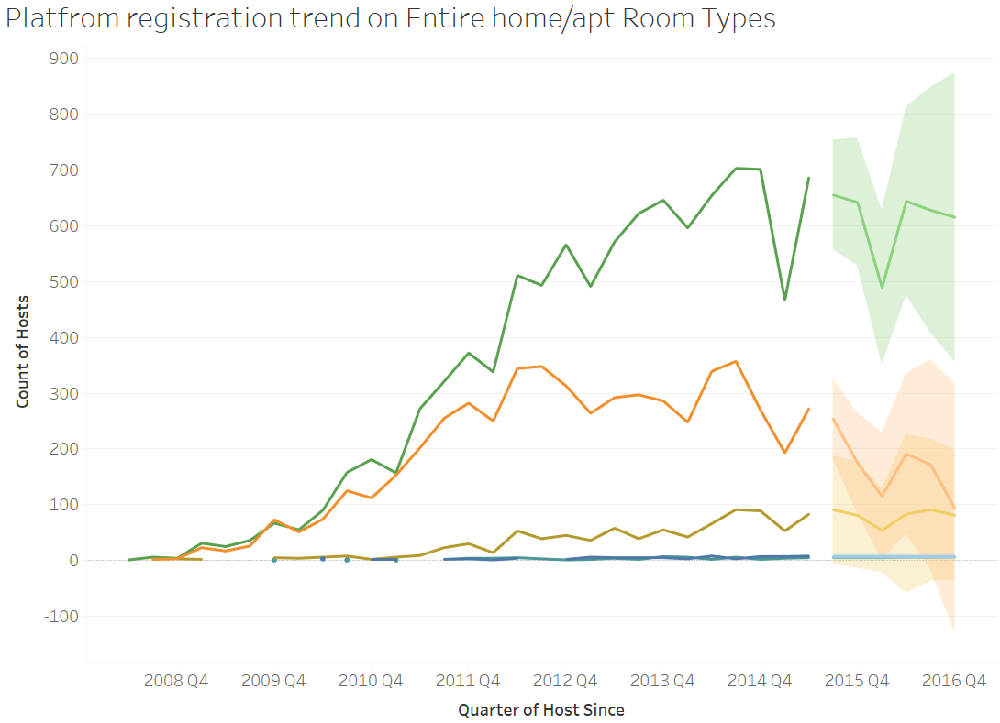 Platfrom registration trend on Entire home/apt Room Types
900
800
700
600
500
400
300
200
100
0
-100
Count of Hosts
2008 Q4 2009 Q4 2010 Q4 2011 Q4 2012 Q4 2013 Q4 2014 Q4 2015 Q4 2016 Q4
Quarter of Host Since